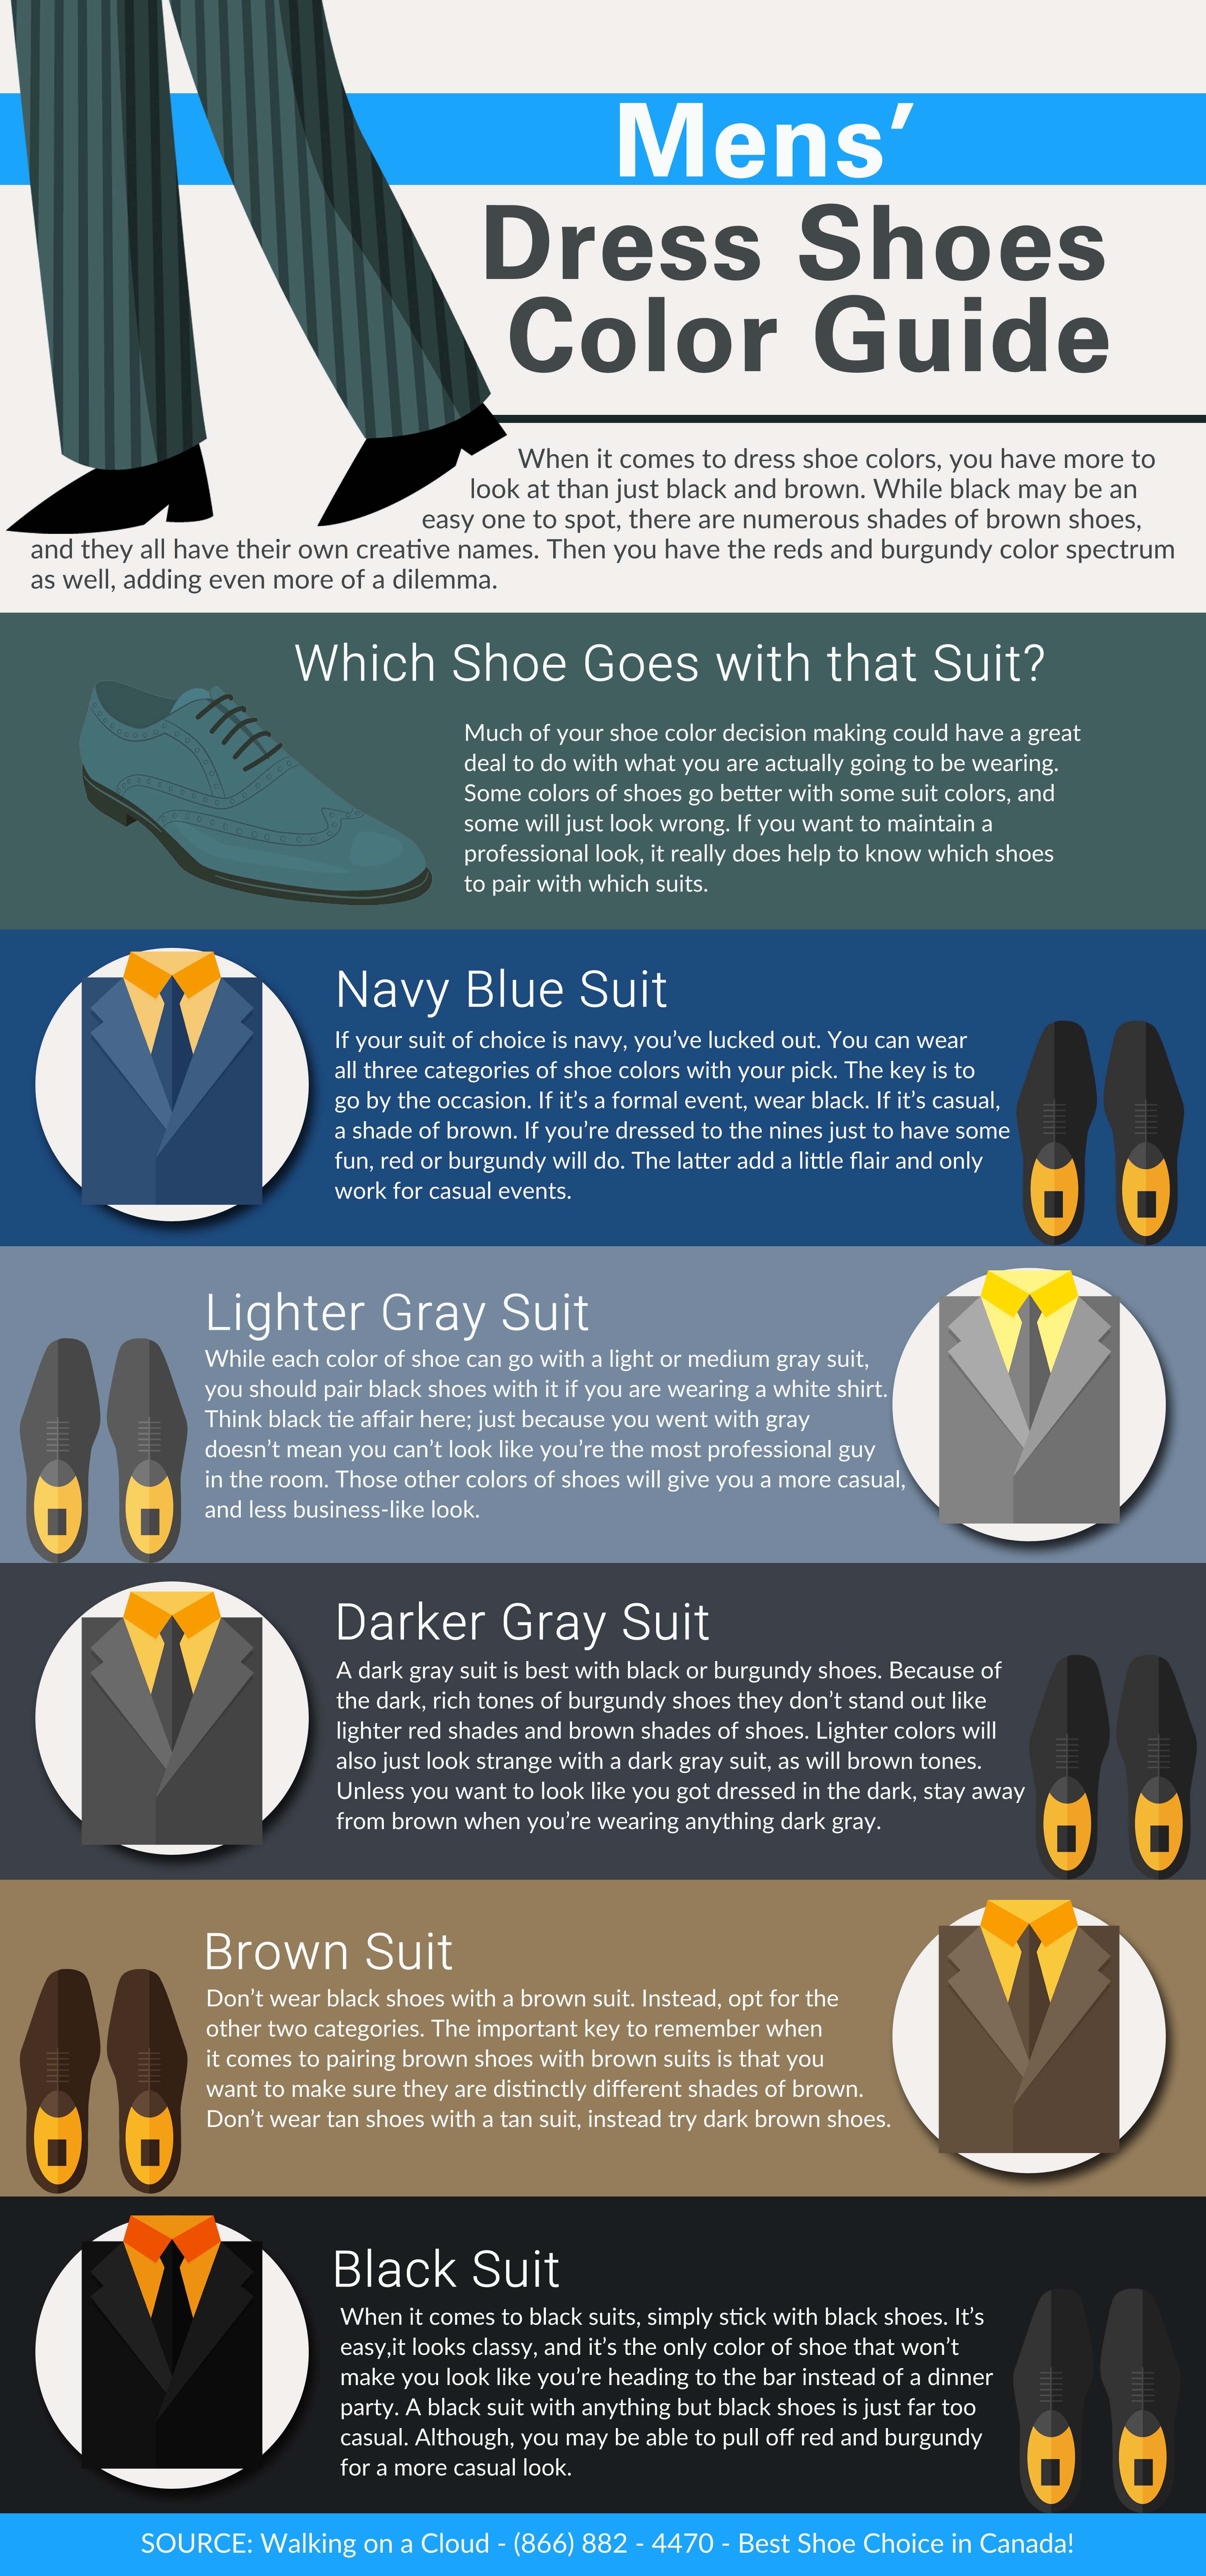 Mens’
Dress Shoes
Color Guide
When it comes to dress shoe colors, you have more to
look at than just black and brown. While black may be an
easy one to spot, there are numerous shades of brown shoes,
and they all have their own creative names. Then you have the reds and burgundy color spectrum
as well, adding even more of a dilemma.
Which Shoe Goes with that Suit?
Much of your shoe color decision making could have a great
deal to do with what you are actually going to be wearing.
Some colors of shoes go better with some suit colors, and
some will just look wrong. If you want to maintain a
professional look, it really does help to know which shoes
to pair with which suits.
Navy Blue Suit
If your suit of choice is navy, you’ve lucked out. You can wear
all three categories of shoe colors with your pick. The key is to
go by the occasion. If it’s a formal event, wear black. If it’s casual,
a shade of brown. If you’re dressed to the nines just to have some
fun, red or burgundy will do. The latter add a little flair and only
work for casual events.
Lighter Gray Suit
While each color of shoe can go with a light or medium gray suit,
you should pair black shoes with it if you are wearing a white shirt.
Think black tie affair here; just because you went with gray
doesn’t mean you can’t look like you’re the most professional guy
in the room. Those other colors of shoes will give you a more casual,
and less business-like look.
Darker Gray Suit
A dark gray suit is best with black or burgundy shoes. Because of
the dark, rich tones of burgundy shoes they don’t stand out like
lighter red shades and brown shades of shoes. Lighter colors will
also just look strange with a dark gray suit, as will brown tones.
Unless you want to look like you got dressed in the dark, stay away
from brown when you’re wearing anything dark gray.
Brown Suit
Don’t wear black shoes with a brown suit. Instead, opt for the
other two categories. The important key to remember when
it comes to pairing brown shoes with brown suits is that you
want to make sure they are distinctly different shades of brown.
Don’t wear tan shoes with a tan suit, instead try dark brown shoes.
Black Suit
When it comes to black suits, simply stick with black shoes. It’s
easy,it looks classy, and it’s the only color of shoe that won’t
make you look like you’re heading to the bar instead of a dinner
party. A black suit with anything but black shoes is just far too
casual. Although, you may be able to pull off red and burgundy
for a more casual look.
SOURCE: Walking on a Cloud - (866) 882 - 4470 - Best Shoe Choice in Canada!